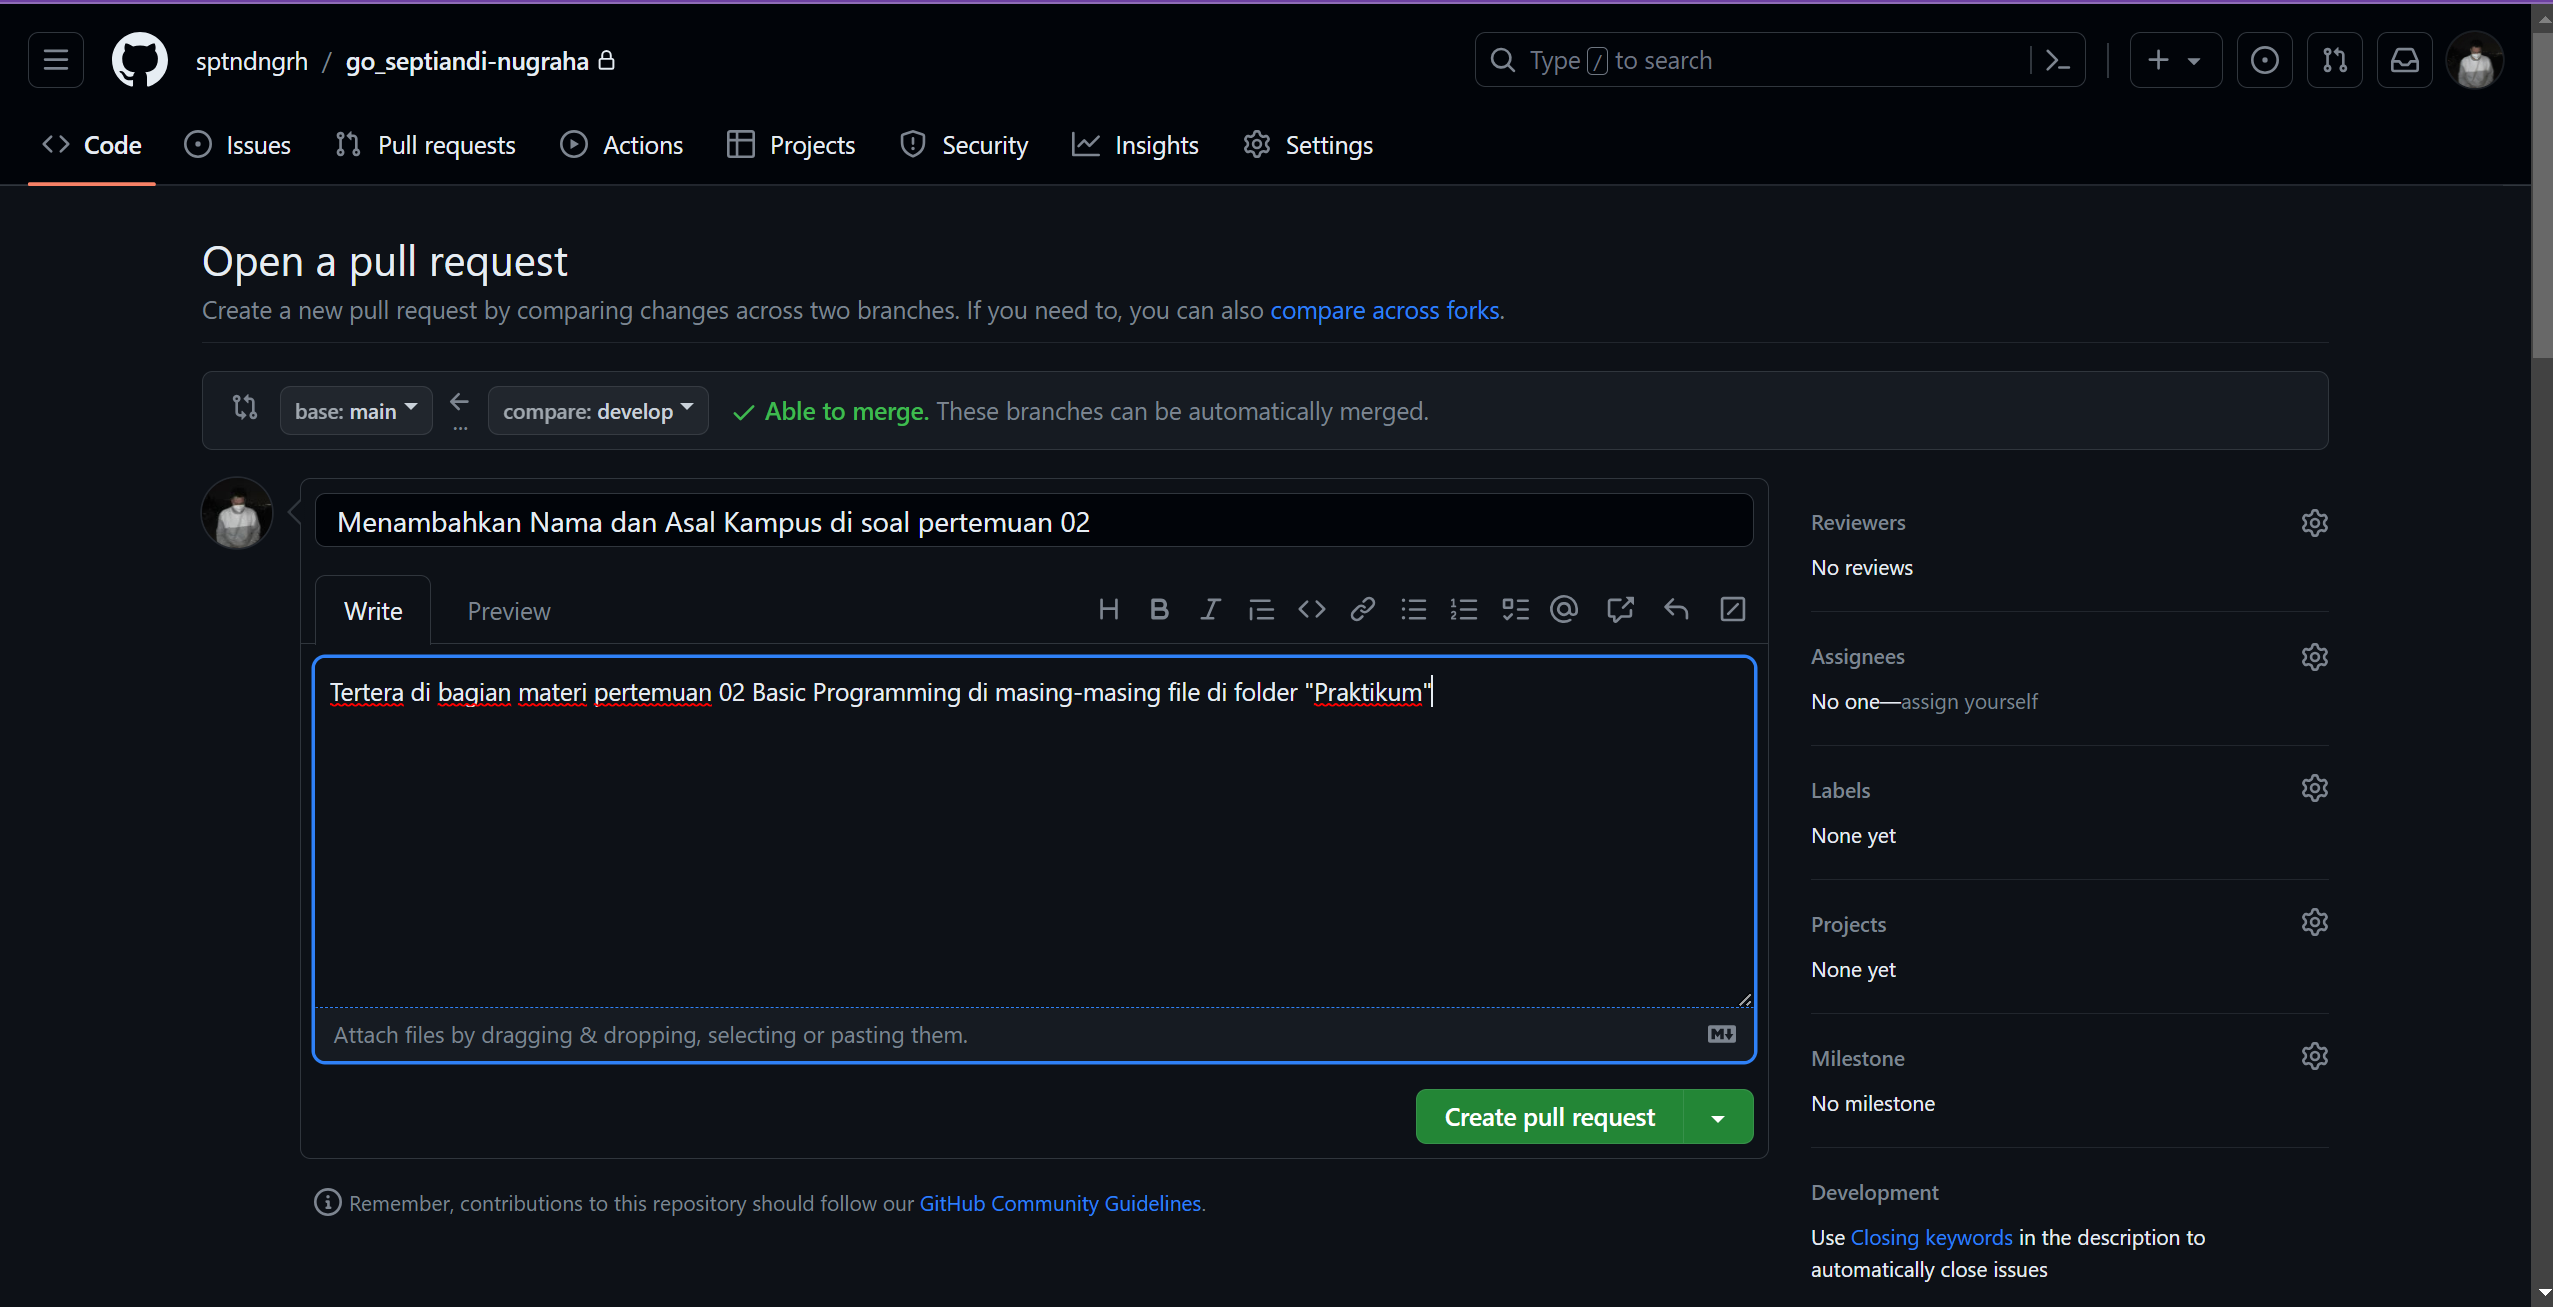 sptndngrh / go_septiandi-nugraha
Type / to search
Code Issues Pull requests Actions Projects Security Insights Settings
Open a pull request
Create a new pull request by comparing changes across two branches. If you need to, you can also compare across forks.
base: main ... compare: develop Able to merge. These branches can be automatically merged.
Menambahkan Nama dan Asal Kampus di soal pertemuan 02
Write Preview
Tertera di bagian materi pertemuan 02 Basic Programming di masing-masing file di folder "Praktikum"
Attach files by dragging & dropping, selecting or pasting them.
Create pull request
Remember, contributions to this repository should follow our GitHub Community Guidelines.
Reviewers
No reviews
Assignees
No one—assign yourself
Labels
None yet
Projects
None yet
Milestone
No milestone
Development
Use Closing keywords in the description to
automatically close issues